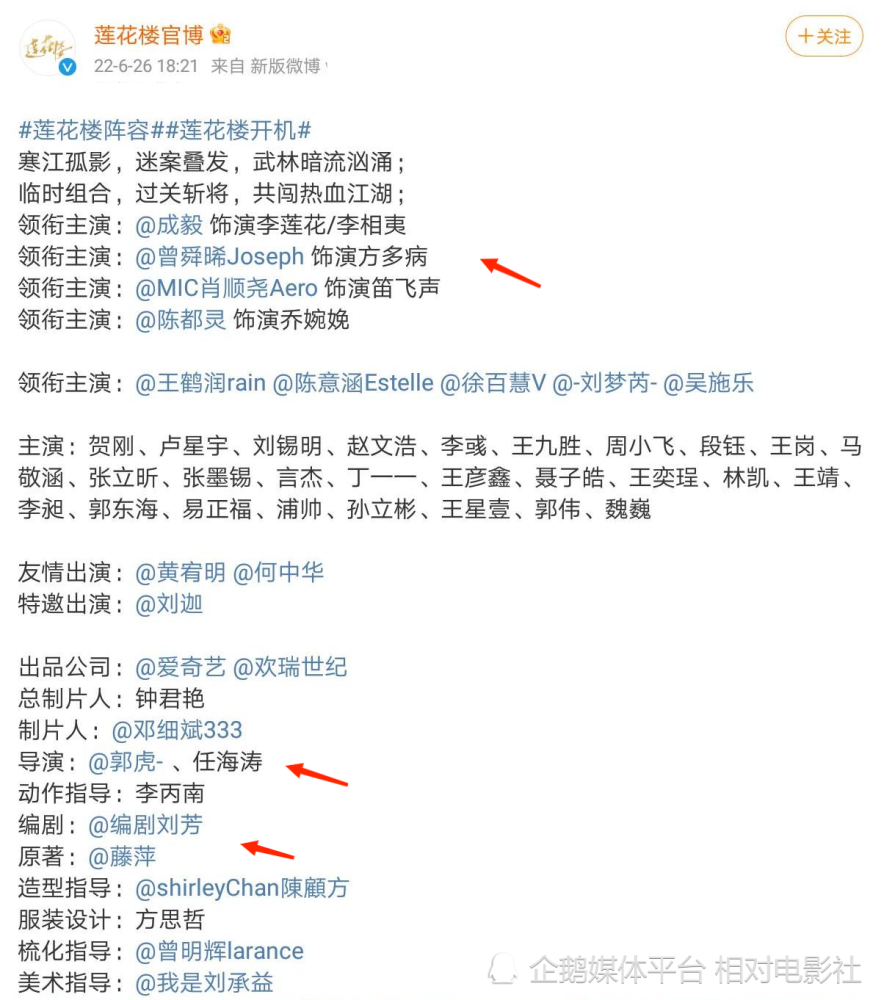 莲花楼官博
+关注
22-6-26 18:21 来自 新版微博
#莲花楼阵容##莲花楼开机#
寒江孤影，迷案叠发，武林暗流汹涌；
临时组合，过关斩将，共闯热血江湖；
领衔主演：@成毅 饰演李莲花/李相夷
领衔主演：@曾舜晞Joseph 饰演方多病
领衔主演：@MIC肖顺尧Aero 饰演笛飞声
领衔主演：@陈都灵 饰演乔婉娩
领衔主演：@王鹤润rain @陈意涵Estelle @徐百慧V @-刘梦芮- @吴施乐
主演：贺刚、卢星宇、刘锡明、赵文浩、李彧、王九胜、周小飞、段钰、王岗、马
敬涵、张立昕、张墨锡、言杰、丁一一、王彦鑫、聂子皓、王奕珵、林凯、王靖、
李昶、郭东海、易正福、浦帅、孙立彬、王星壹、郭伟、魏巍
友情出演：@黄宥明 @何中华
特邀出演：@刘迦
出品公司：@爱奇艺 @欢瑞世纪
总制片人：钟君艳
制片人：@邓细斌333
导演：@郭虎- 、任海涛
动作指导：李丙南
编剧：@编剧刘芳
原著：@藤萍
造型指导：@shirleyChan陳顧方
服装设计：方思哲
梳化指导：@曾明辉larance
美术指导：@我是刘承益
企鹅媒体平台 相对电影社